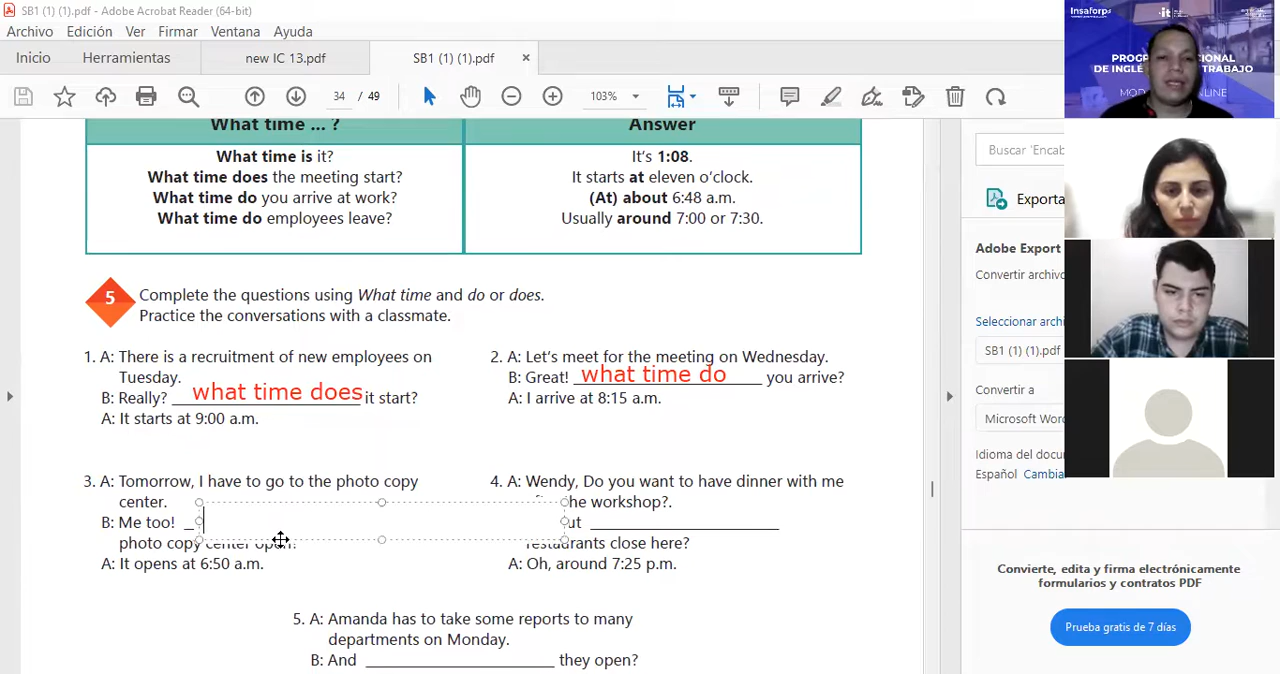 SB1 (1) (1).pdf - Adobe Acrobat Reader (64-bit)
Archivo Edición Ver Firmar Ventana Ayuda
Inicio Herramientas new IC 13.pdf SB1 (1) (1).pdf ×
34 / 49 103%
What time ... ? Answer
What time is it? It's 1:08.
What time does the meeting start? It starts at eleven o'clock.
What time do you arrive at work? (At) about 6:48 a.m.
What time do employees leave? Usually around 7:00 or 7:30.
5 Complete the questions using What time and do or does.
Practice the conversations with a classmate.
1. A: There is a recruitment of new employees on
Tuesday.
B: Really? what time does it start?
A: It starts at 9:00 a.m.
2. A: Let's meet for the meeting on Wednesday.
B: Great! what time do you arrive?
A: I arrive at 8:15 a.m.
3. A: Tomorrow, I have to go to the photo copy
center.
B: Me too! _
photo copy center open?
A: It opens at 6:50 a.m.
4. A: Wendy, Do you want to have dinner with me
he workshop?.
ut ____________________
restaurants close here?
A: Oh, around 7:25 p.m.
5. A: Amanda has to take some reports to many
departments on Monday.
B: And ____________________ they open?
Buscar 'Encab
Exporta
Adobe Export
Convertir archivo
Seleccionar archi
SB1 (1) (1).pdf
Convertir a
Microsoft Word
Idioma del docum
Español Cambia
Convierte, edita y firma electrónicamente
formularios y contratos PDF
Prueba gratis de 7 días
Insaforp
DE INGLÉ TRABAJO